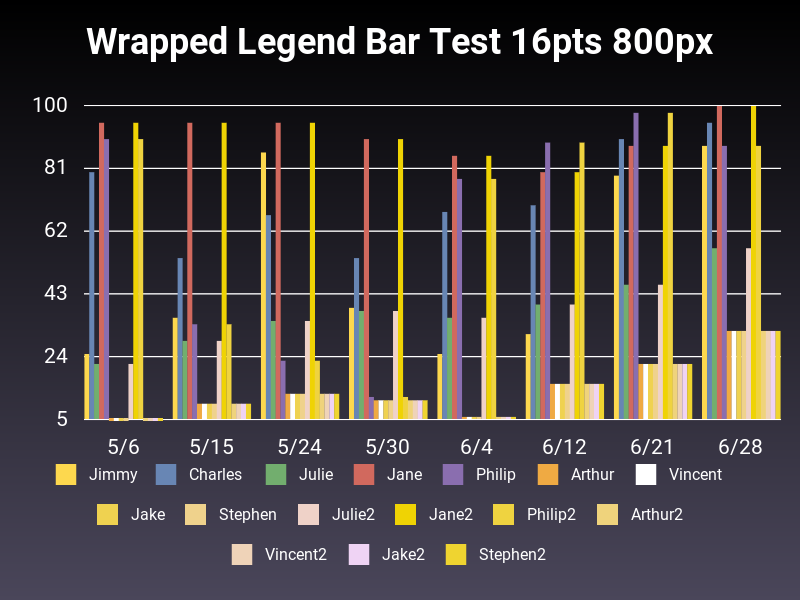 Wrapped Legend Bar Test 16pts 800px
100
81
62
43
24
5
5/6 5/15 5/24 5/30 6/4 6/12 6/21 6/28
Jimmy Charles Julie Jane Philip Arthur Vincent
Jake Stephen Julie2 Jane2 Philip2 Arthur2
Vincent2 Jake2 Stephen2